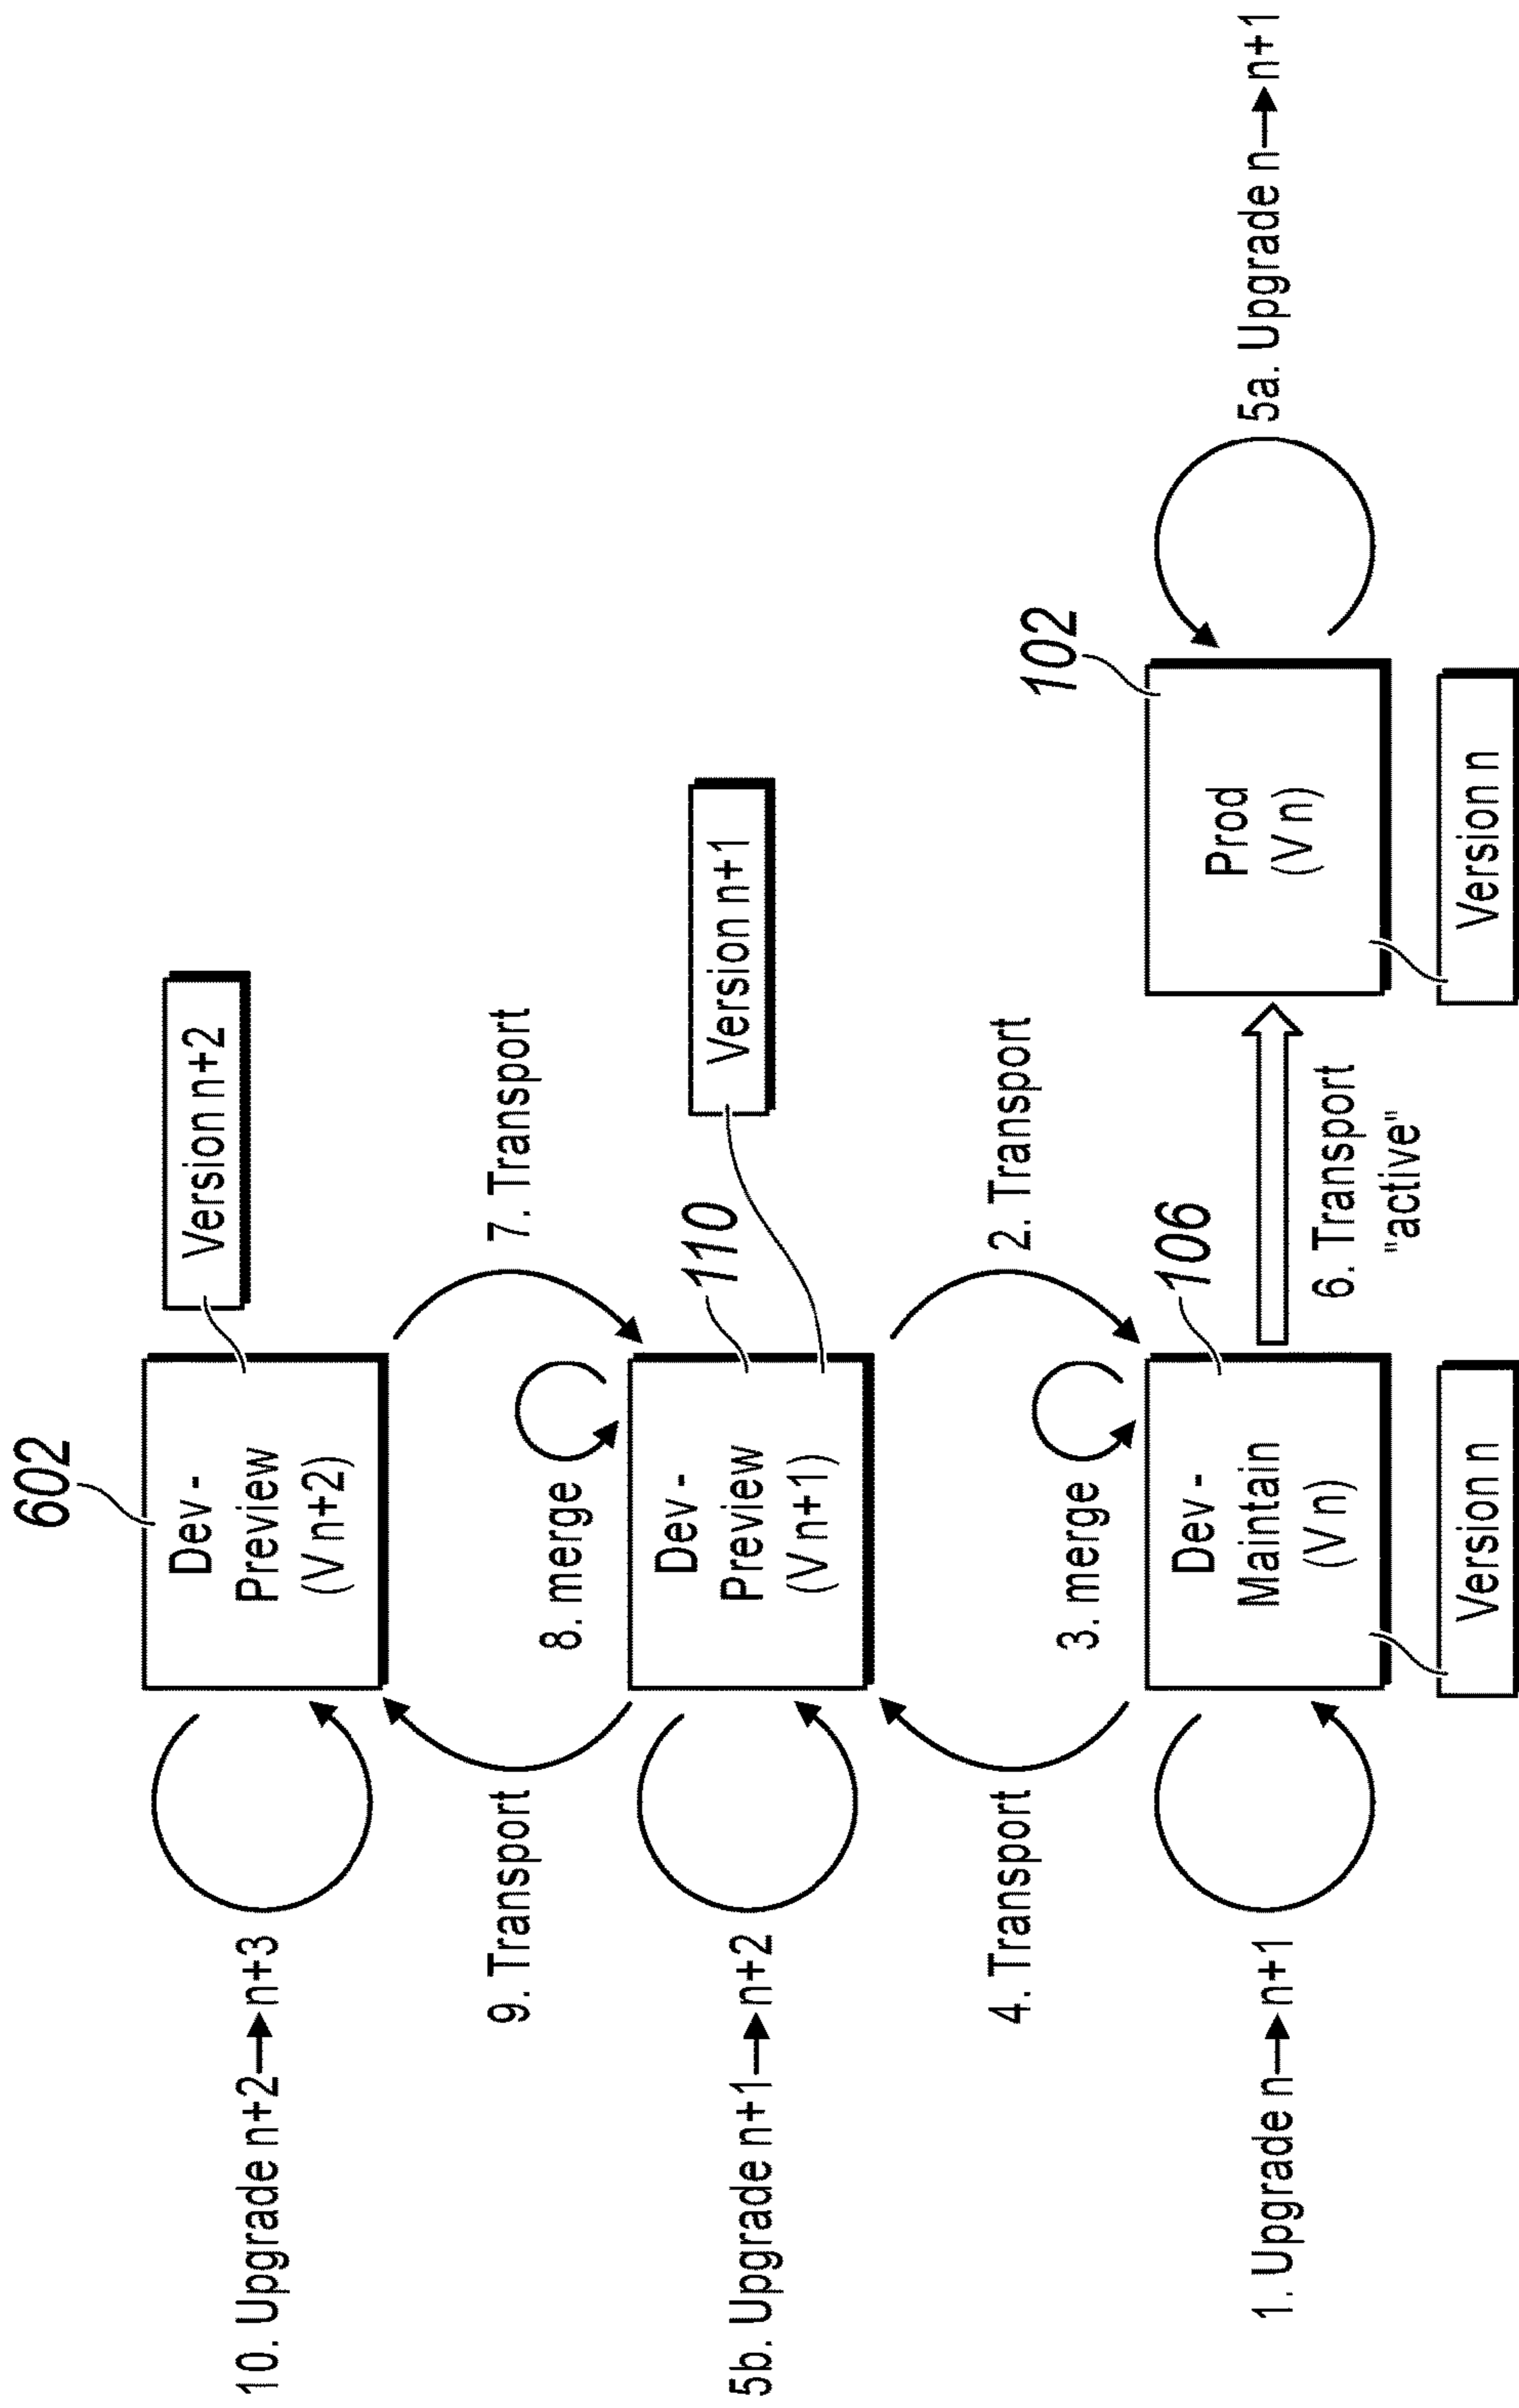 602
Dev -
Preview
(V n+2)
Version n+2
10. Upgrade n+2→n+3
9. Transport
7. Transport
8. merge
110
Dev -
Preview
(V n+1)
Version n+1
5b. Upgrade n+1→n+2
4. Transport
2. Transport
3. merge
106
Dev -
Maintain
(V n)
Version n
1. Upgrade n→n+1
6. Transport
"active"
102
Prod
(V n)
Version n
5a. Upgrade n→n+1